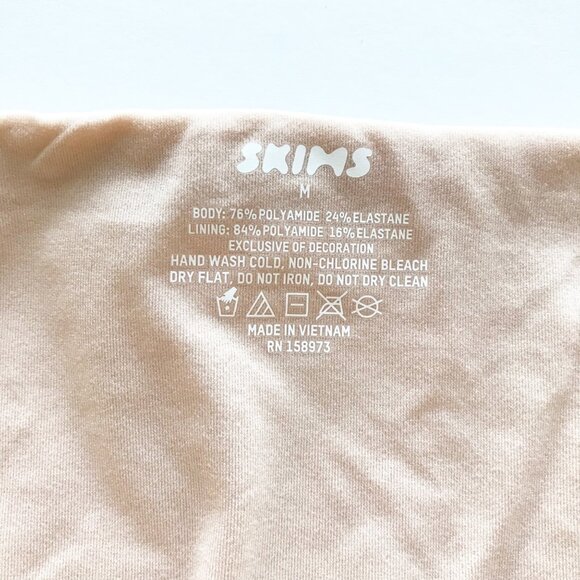 SKIMS
M
BODY: 76% POLYAMIDE 24% ELASTANE
LINING: 84% POLYAMIDE 16% ELASTANE
EXCLUSIVE OF DECORATION
HAND WASH COLD, NON-CHLORINE BLEACH
DRY FLAT, DO NOT IRON, DO NOT DRY CLEAN
MADE IN VIETNAM
RN 158973